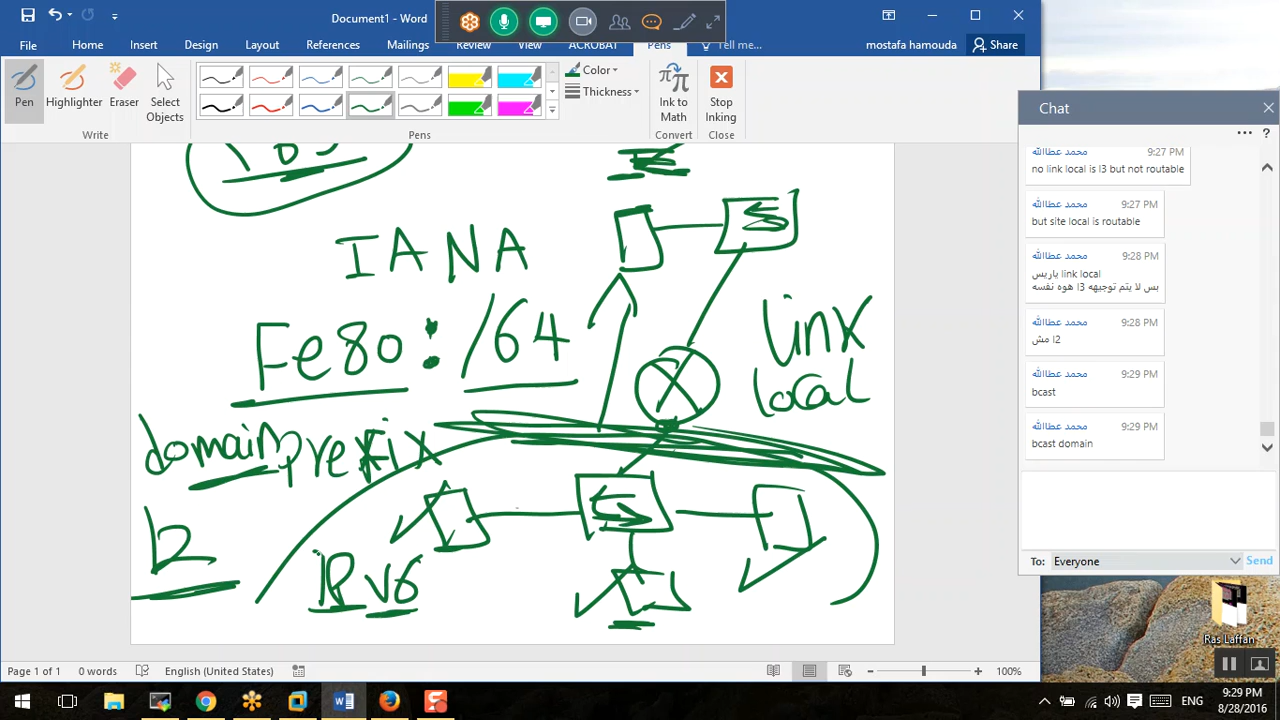 Document1 - Word
File
Home
Insert
Design
Layout
References
Mailings
Review
View
ACROBAT
Pens
Tell me...
mostafa hamouda
Share
Pen
Highlighter
Eraser
Select
Objects
Color
Thickness
Ink to
Math
Stop
Inking
Write
Pens
Convert
Close
IANA
Fe80: /64
link
local
domain prefix
L2
IPv6
Chat
محمد عطاالله 9:27 PM
no link local is l3 but not routable
محمد عطاالله 9:27 PM
but site local is routable
محمد عطاالله 9:28 PM
ياريس link local
بس لا يتم توجيهه l3 هوه نفسه
محمد عطاالله 9:28 PM
مش l2
محمد عطاالله 9:29 PM
bcast
محمد عطاالله 9:29 PM
bcast domain
To: Everyone
Send
Ras Laffan
Page 1 of 1
0 words
English (United States)
100%
ENG
9:29 PM
8/28/2016